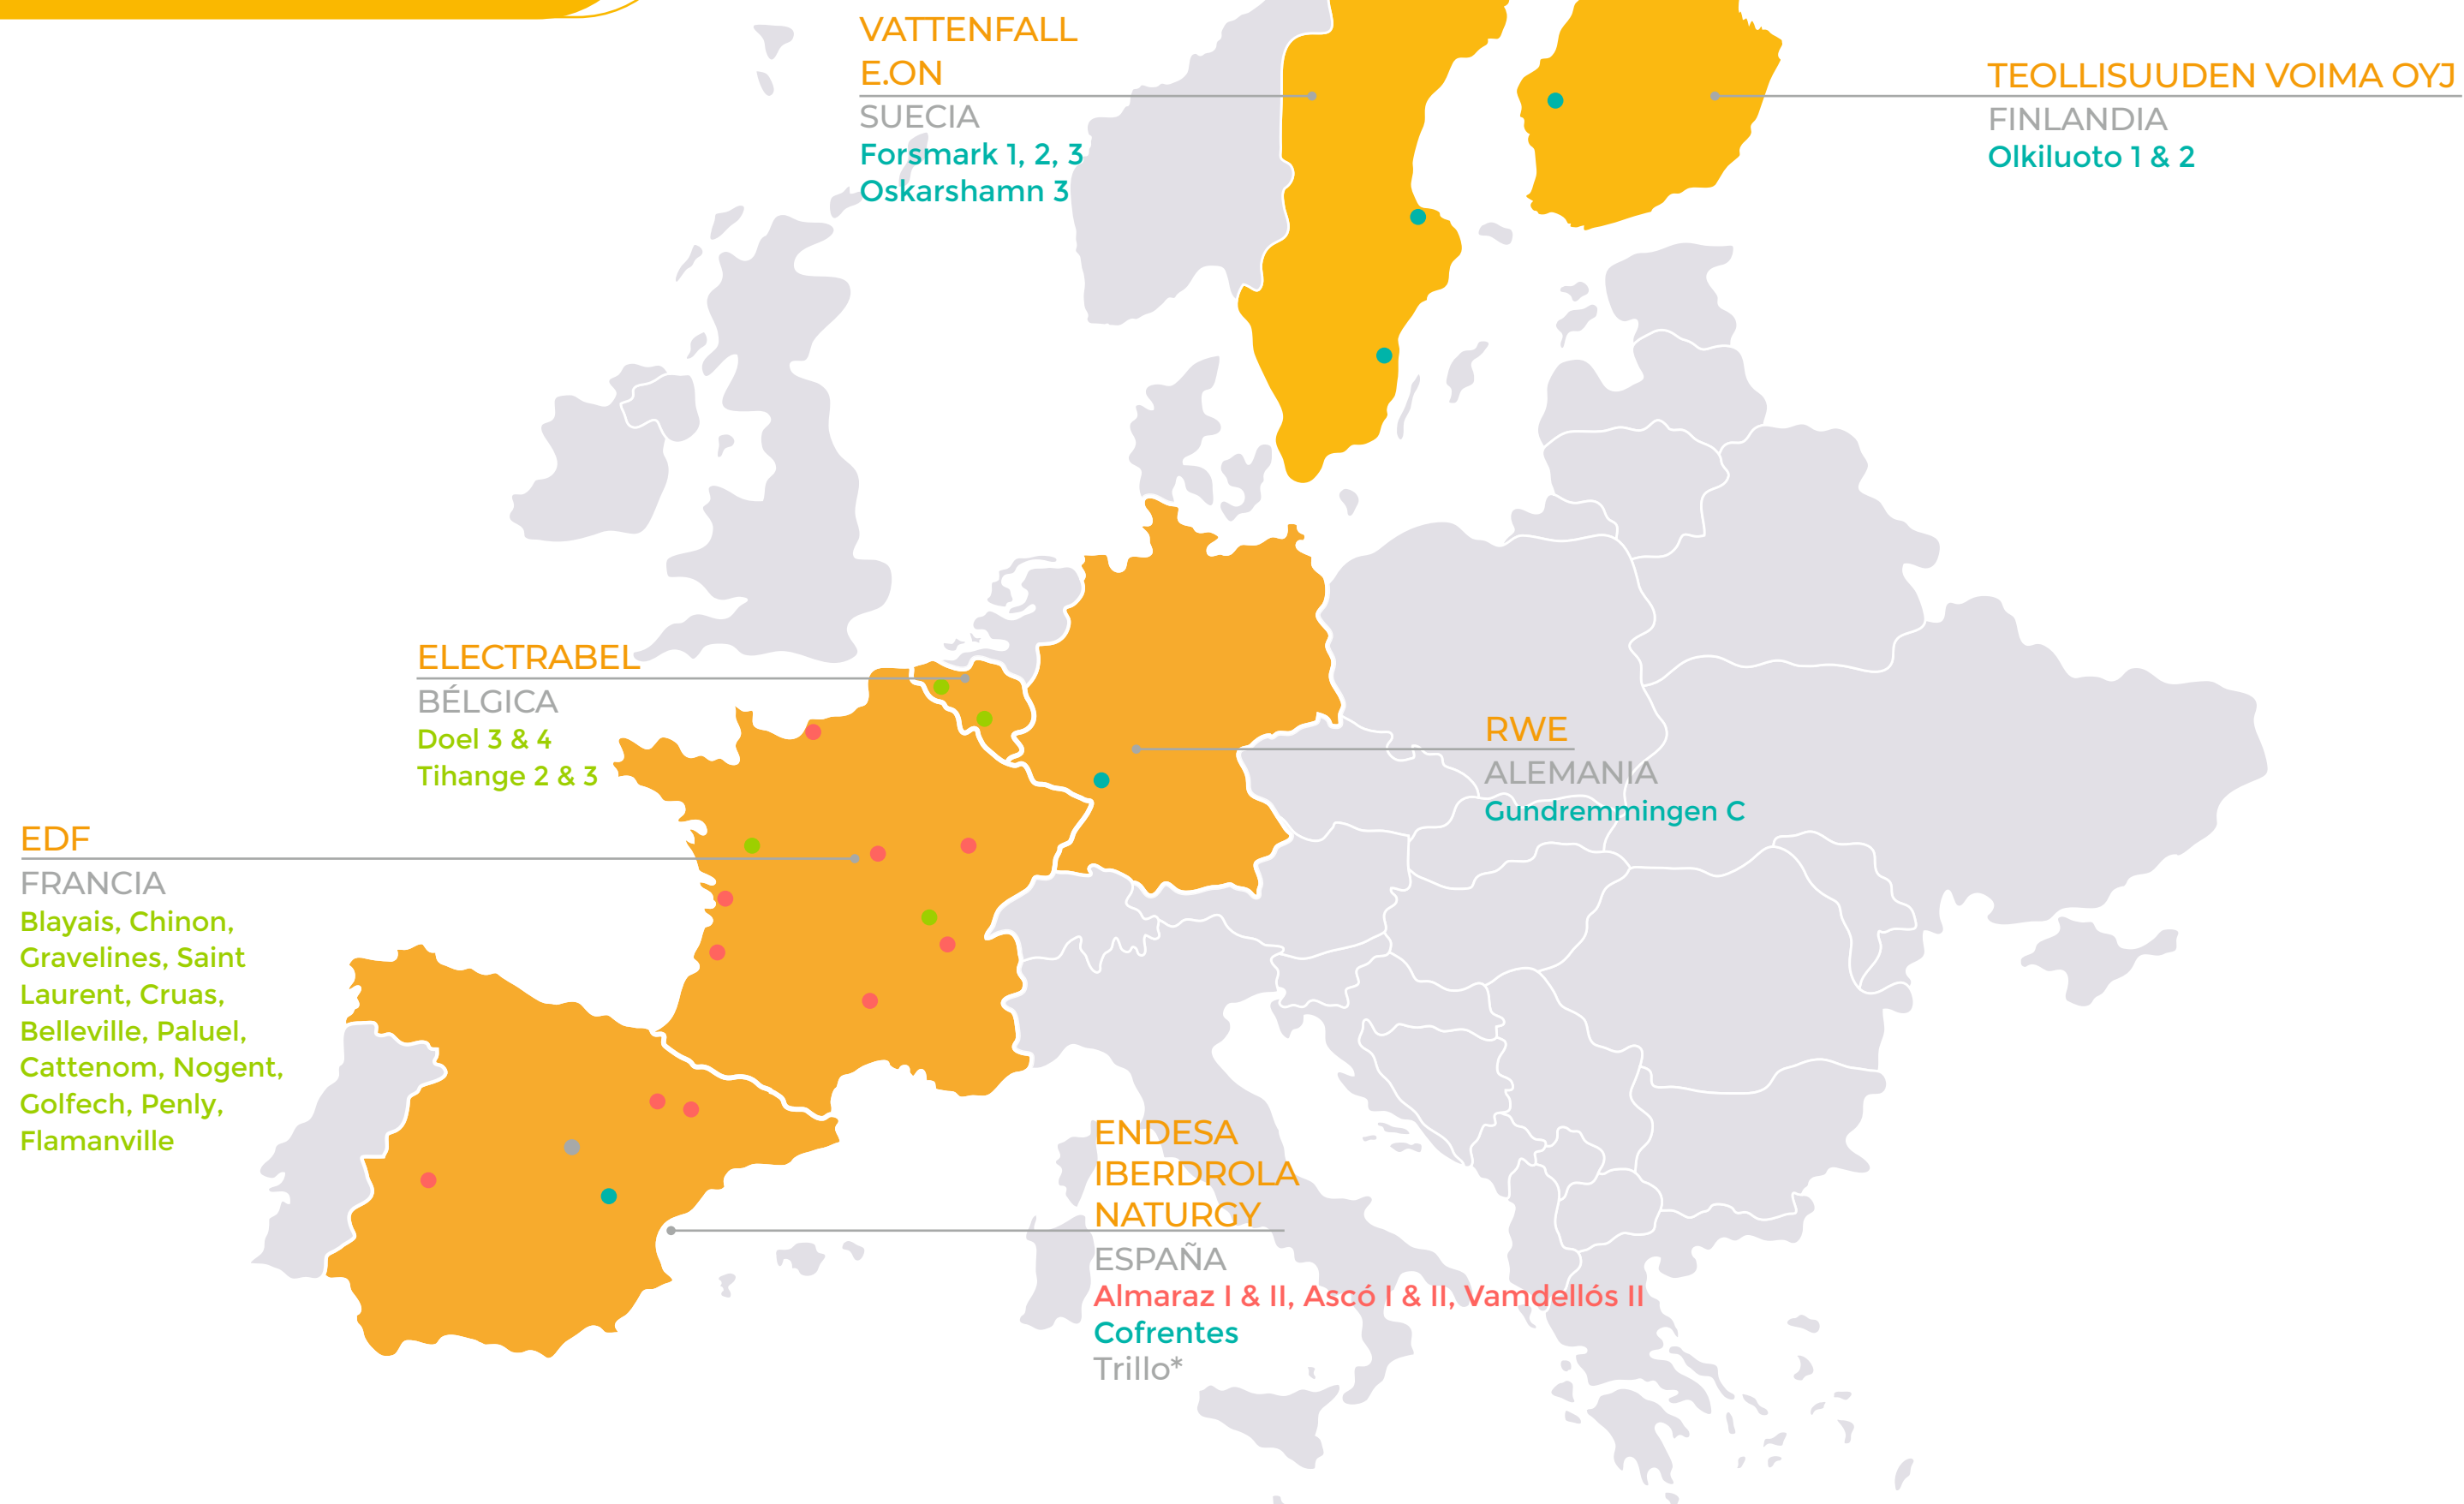 VATTENFALL
E.ON
SUECIA
Forsmark 1, 2, 3
Oskarshamn 3
TEOLLISUUDEN VOIMA OYJ
FINLANDIA
Olkiluoto 1 & 2
ELECTRABEL
BÉLGICA
Doel 3 & 4
Tihange 2 & 3
RWE
ALEMANIA
Gundremmingen C
EDF
FRANCIA
Blayais, Chinon,
Gravelines, Saint
Laurent, Cruas,
Belleville, Paluel,
Cattenom, Nogent,
Golfech, Penly,
Flamanville
ENDESA
IBERDROLA
NATURGY
ESPAÑA
Almaraz I & II, Ascó I & II, Vamdellós II
Cofrentes
Trillo*